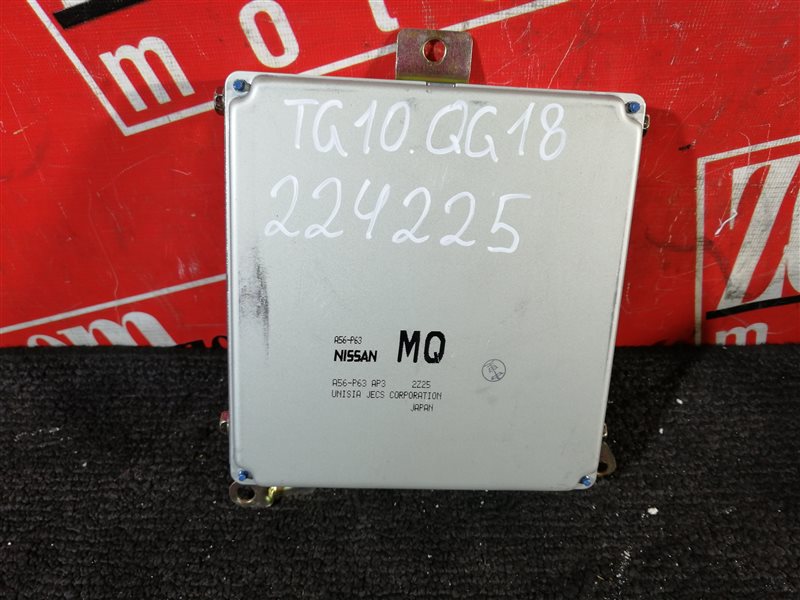 TG10.QG18
224225
A56-P63
NISSAN MQ
A56-P63 AP3 2Z25
UNISIA JECS CORPORATION
JAPAN